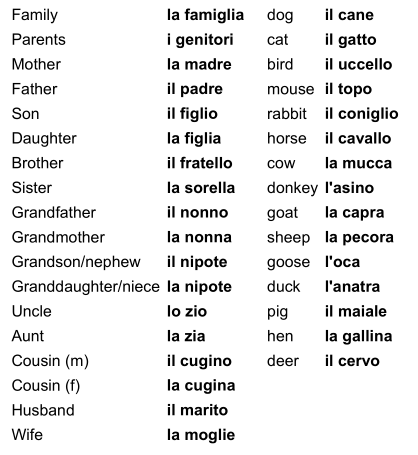 Family la famiglia dog il cane
Parents i genitori cat il gatto
Mother la madre bird il uccello
Father il padre mouse il topo
Son il figlio rabbit il coniglio
Daughter la figlia horse il cavallo
Brother il fratello cow la mucca
Sister la sorella donkey l'asino
Grandfather il nonno goat la capra
Grandmother la nonna sheep la pecora
Grandson/nephew il nipote goose l'oca
Granddaughter/niece la nipote duck l'anatra
Uncle lo zio pig il maiale
Aunt la zia hen la gallina
Cousin (m) il cugino deer il cervo
Cousin (f) la cugina
Husband il marito
Wife la moglie